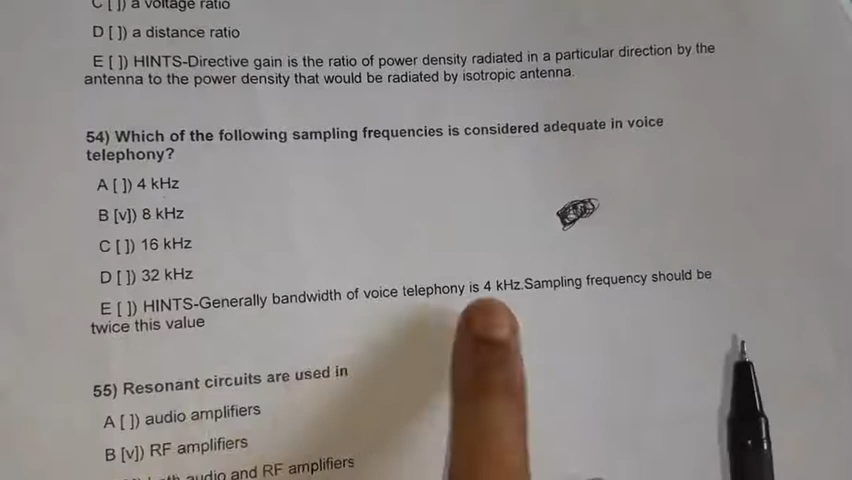 C [ ]) a voltage ratio
D [ ]) a distance ratio
E [ ]) HINTS-Directive gain is the ratio of power density radiated in a particular direction by the
antenna to the power density that would be radiated by isotropic antenna.
54) Which of the following sampling frequencies is considered adequate in voice
telephony?
A [ ]) 4 kHz
B [v]) 8 kHz
C [ ]) 16 kHz
D [ ]) 32 kHz
E [ ]) HINTS-Generally bandwidth of voice telephony is 4 kHz.Sampling frequency should be
twice this value
55) Resonant circuits are used in
A [ ]) audio amplifiers
B [v]) RF amplifiers
audio and RF amplifiers